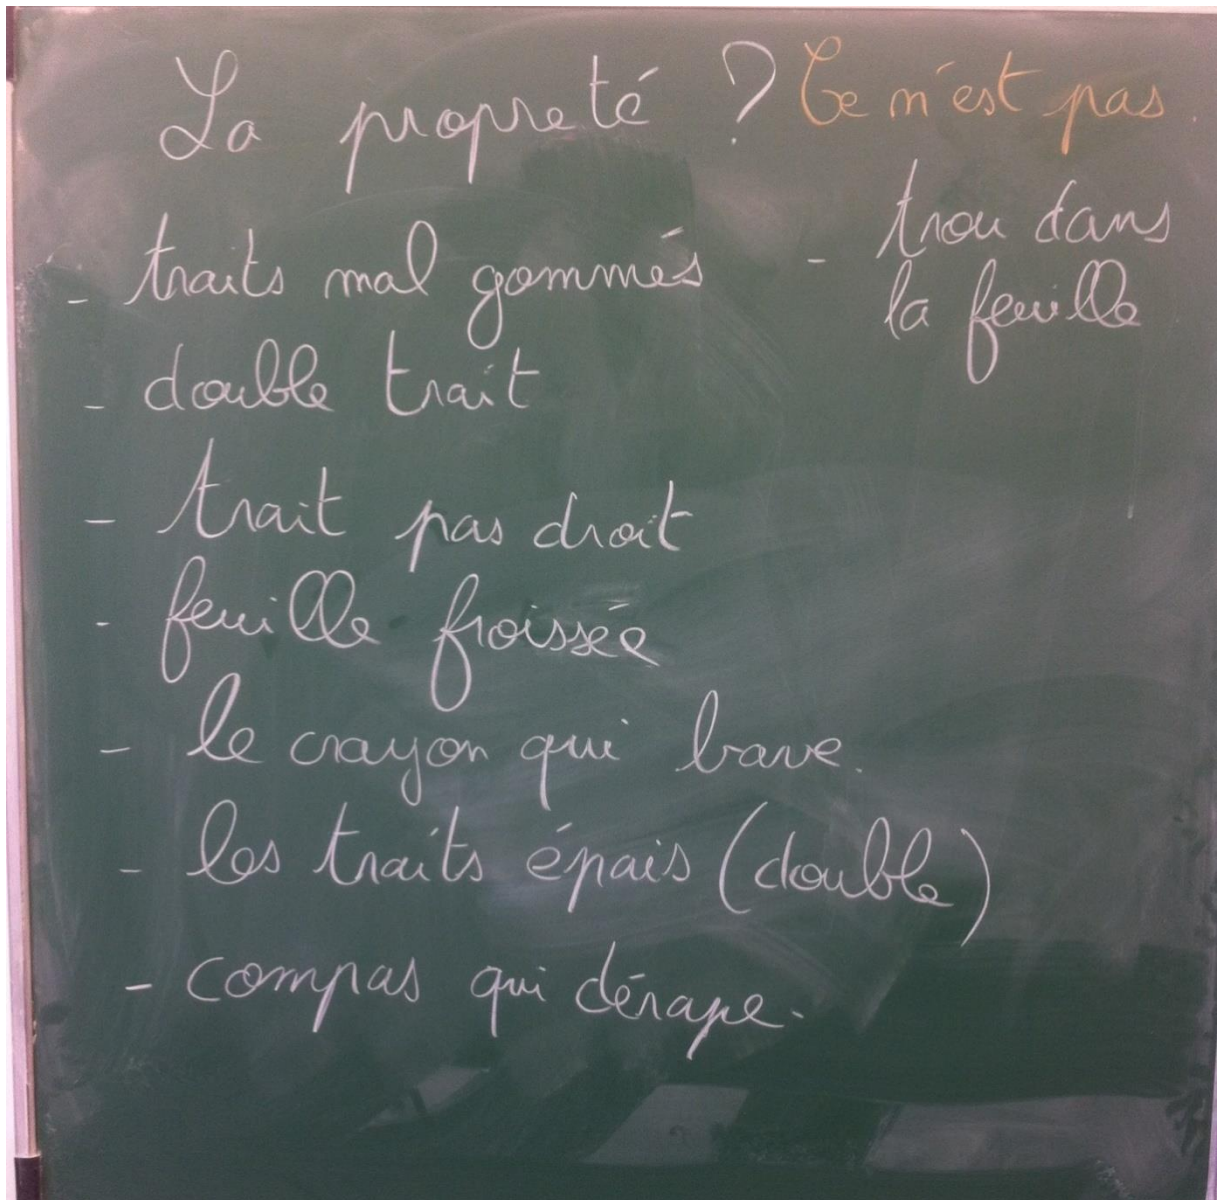 La propreté ? Ce n'est pas.
- traits mal gommés
- double trait
- trait pas droit
- feuille froissée
- le crayon qui bave.
- les traits épais (double)
- compas qui dérape.
- trou dans
la feuille